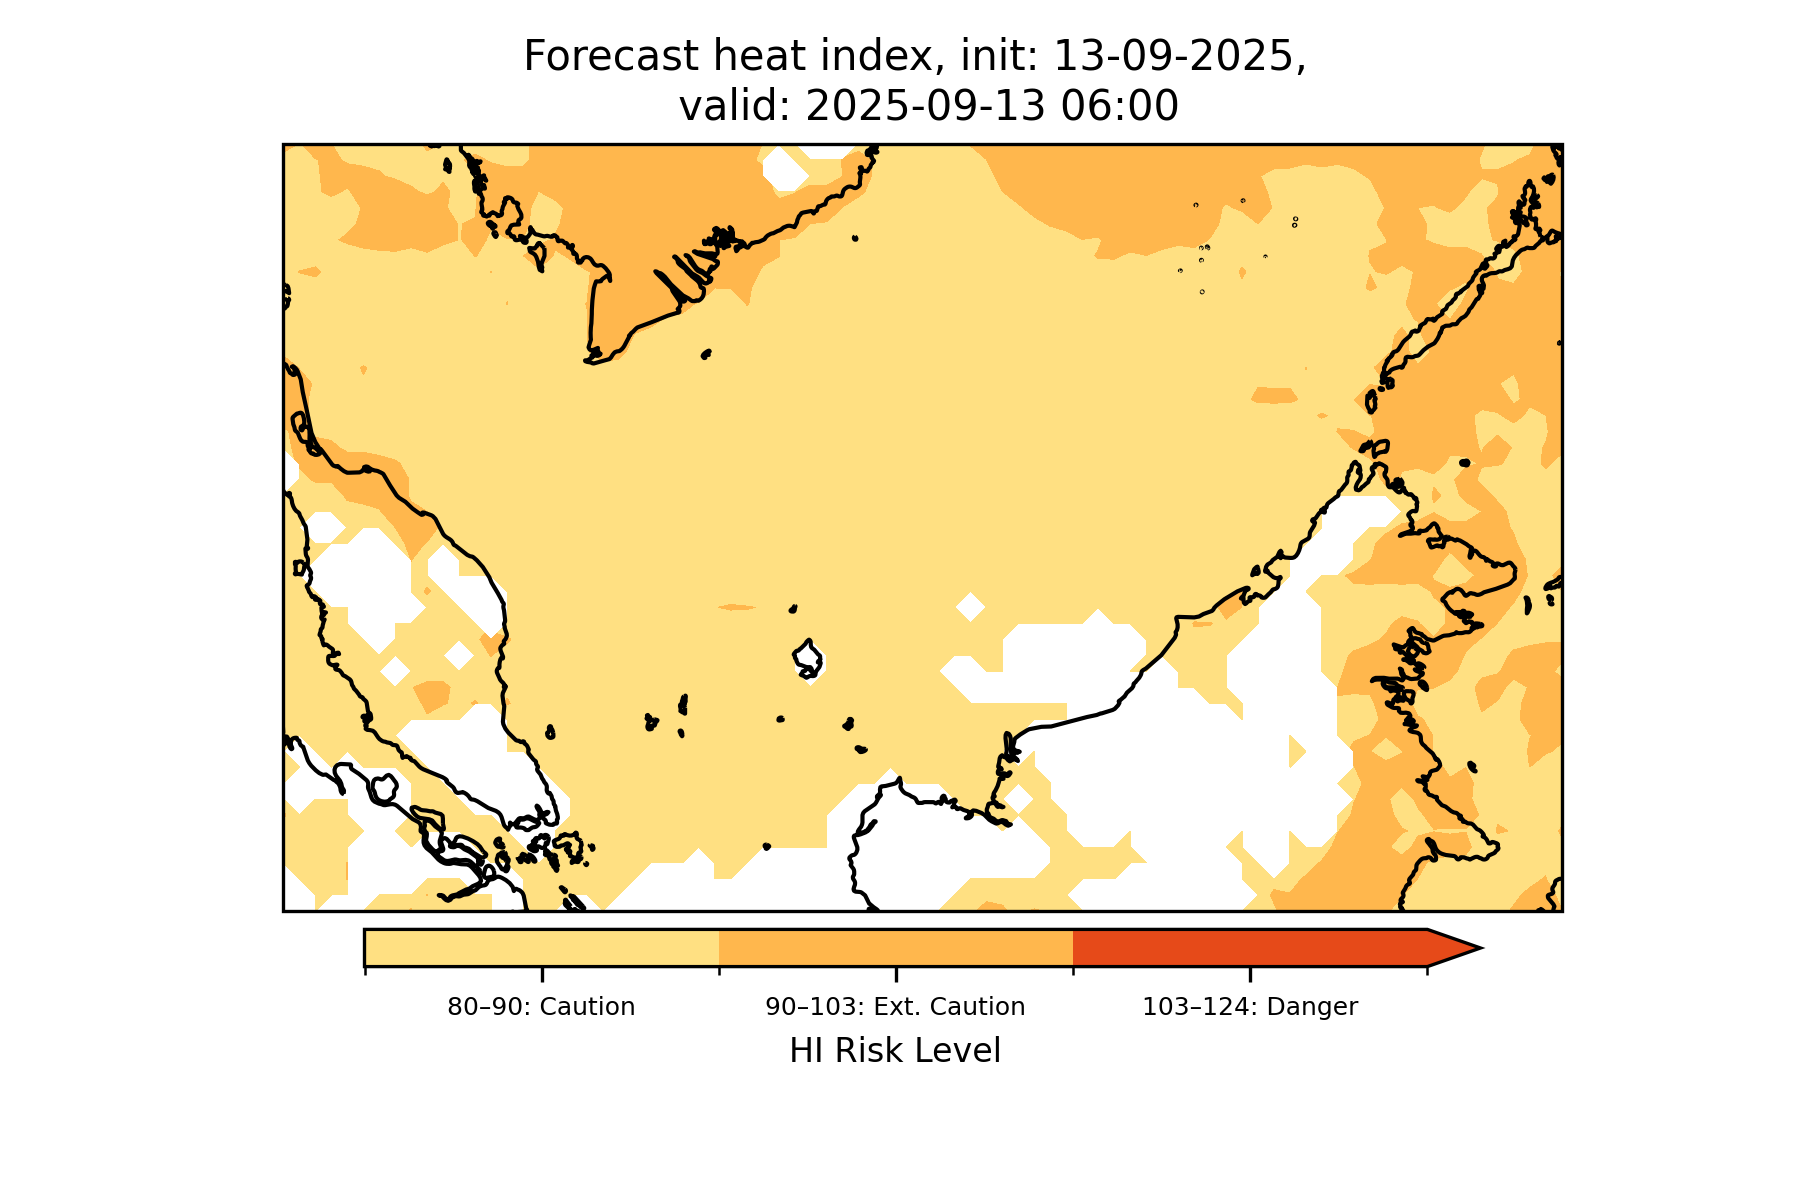 Forecast heat index, init: 13-09-2025,
valid: 2025-09-13 06:00
80–90: Caution
90–103: Ext. Caution
103–124: Danger
HI Risk Level